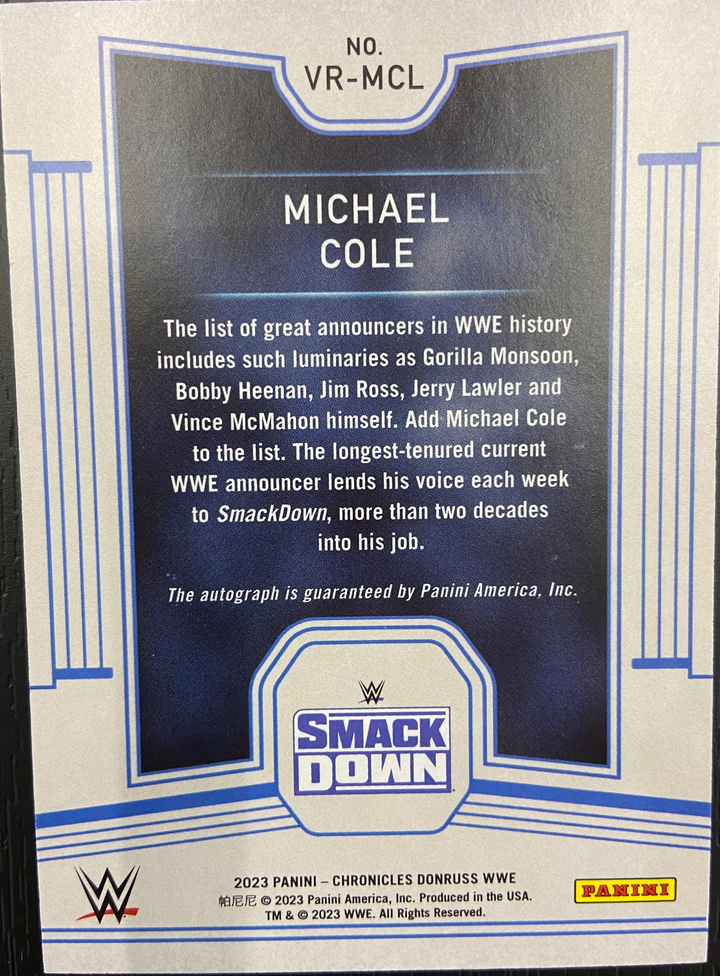 NO.
VR-MCL
MICHAEL
COLE
The list of great announcers in WWE history
includes such luminaries as Gorilla Monsoon,
Bobby Heenan, Jim Ross, Jerry Lawler and
Vince McMahon himself. Add Michael Cole
to the list. The longest-tenured current
WWE announcer lends his voice each week
to SmackDown, more than two decades
into his job.
The autograph is guaranteed by Panini America, Inc.
W
SMACK
DOWN
W
2023 PANINI – CHRONICLES DONRUSS WWE
帕尼尼 © 2023 Panini America, Inc. Produced in the USA.
TM & © 2023 WWE. All Rights Reserved.
PANINI